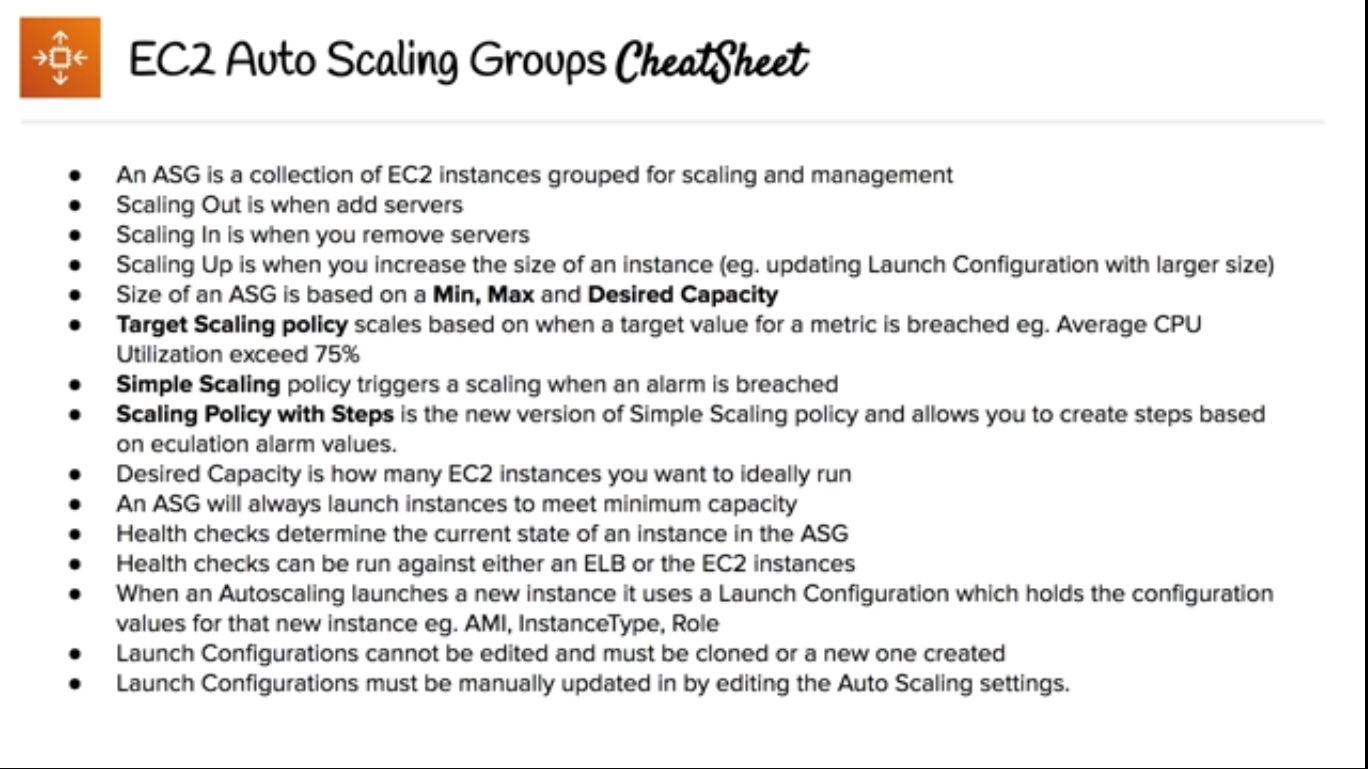 EC2 Auto Scaling Groups CheatSheet
● An ASG is a collection of EC2 instances grouped for scaling and management
● Scaling Out is when add servers
● Scaling In is when you remove servers
● Scaling Up is when you increase the size of an instance (eg. updating Launch Configuration with larger size)
● Size of an ASG is based on a Min, Max and Desired Capacity
● Target Scaling policy scales based on when a target value for a metric is breached eg. Average CPU
Utilization exceed 75%
● Simple Scaling policy triggers a scaling when an alarm is breached
● Scaling Policy with Steps is the new version of Simple Scaling policy and allows you to create steps based
on eculation alarm values.
● Desired Capacity is how many EC2 instances you want to ideally run
● An ASG will always launch instances to meet minimum capacity
● Health checks determine the current state of an instance in the ASG
● Health checks can be run against either an ELB or the EC2 instances
● When an Autoscaling launches a new instance it uses a Launch Configuration which holds the configuration
values for that new instance eg. AMI, InstanceType, Role
● Launch Configurations cannot be edited and must be cloned or a new one created
● Launch Configurations must be manually updated in by editing the Auto Scaling settings.